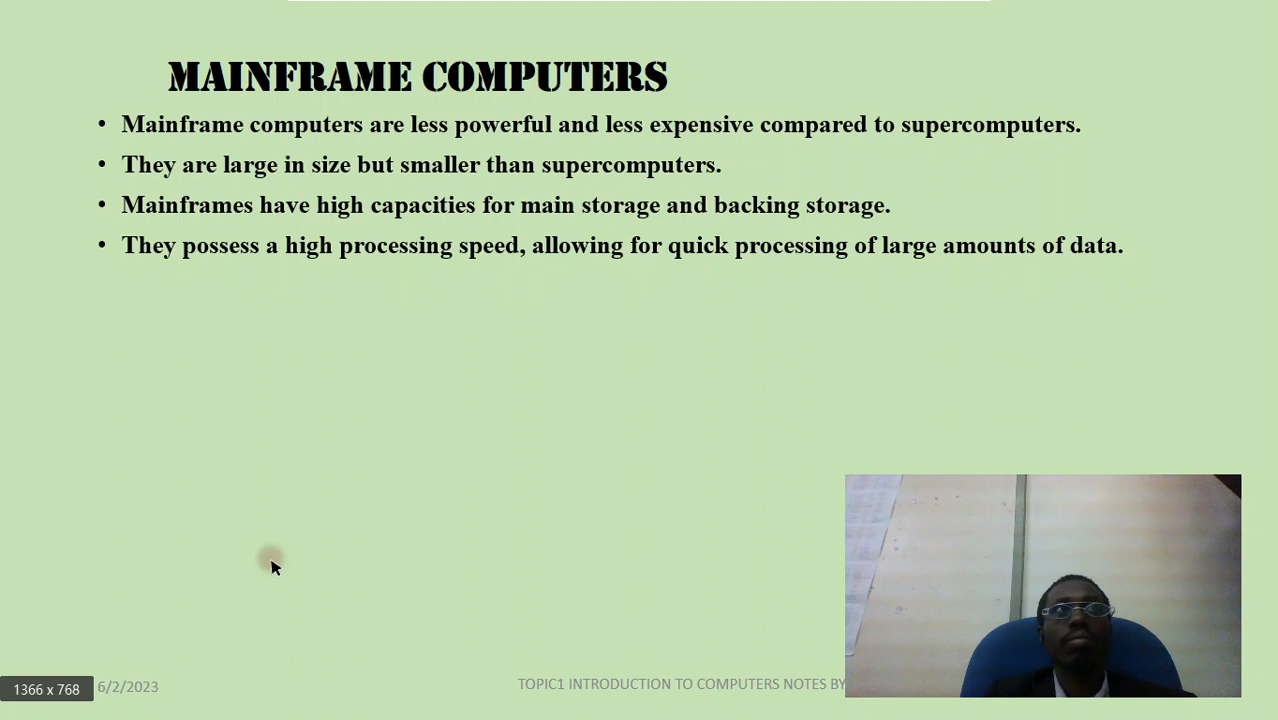 MAINFRAME COMPUTERS
• Mainframe computers are less powerful and less expensive compared to supercomputers.
• They are large in size but smaller than supercomputers.
• Mainframes have high capacities for main storage and backing storage.
• They possess a high processing speed, allowing for quick processing of large amounts of data.
1366 x 768
6/2/2023
TOPIC1 INTRODUCTION TO COMPUTERS NOTES BY